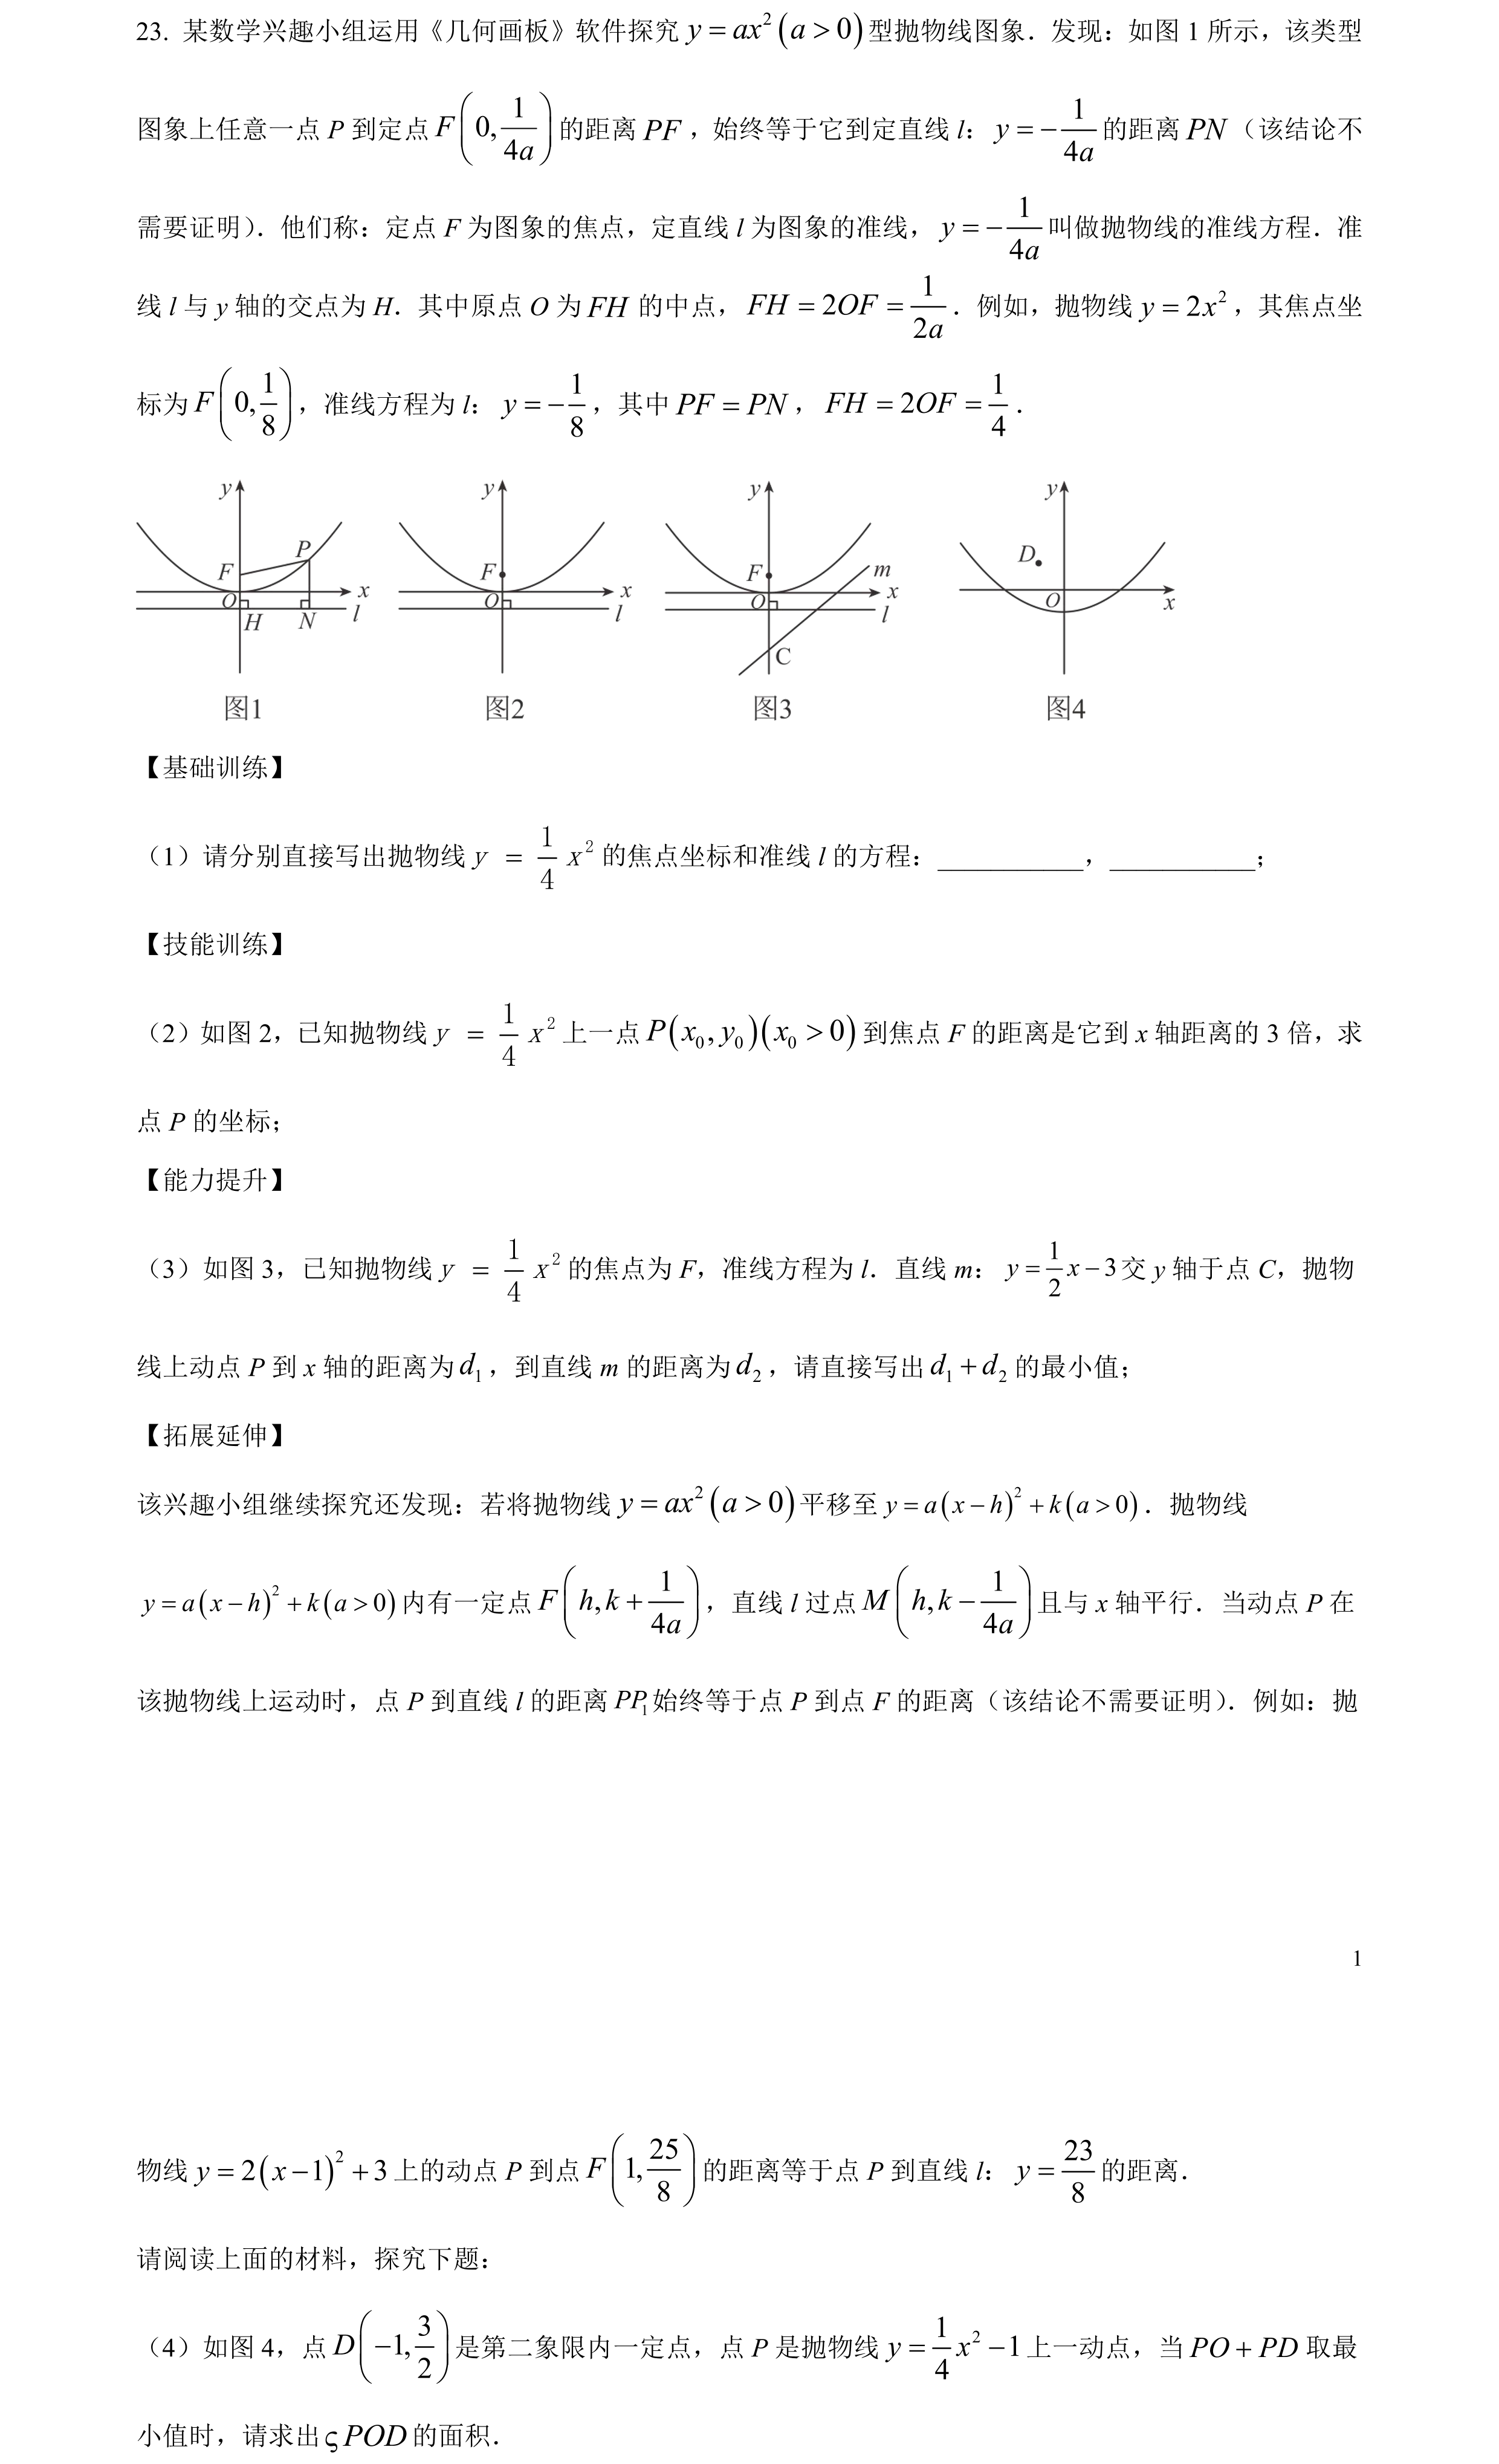 23. 某数学兴趣小组运用《几何画板》软件探究 $y=ax^2(a>0)$ 型抛物线图象．发现：如图 1 所示，该类型
图象上任意一点 P 到定点 $F\left(0,\frac{1}{4a}\right)$ 的距离 $PF$，始终等于它到定直线 l：$y=-\frac{1}{4a}$ 的距离 $PN$（该结论不
需要证明）．他们称：定点 F 为图象的焦点，定直线 l 为图象的准线，$y=-\frac{1}{4a}$ 叫做抛物线的准线方程．准
线 l 与 y 轴的交点为 H．其中原点 O 为 $FH$ 的中点，$FH=2OF=\frac{1}{2a}$．例如，抛物线 $y=2x^2$，其焦点坐
标为 $F\left(0,\frac{1}{8}\right)$，准线方程为 l：$y=-\frac{1}{8}$，其中 $PF=PN$，$FH=2OF=\frac{1}{4}$．
y F P O H N x l
y F O x l
y F O m x l C
y D O x
图1 图2 图3 图4
【基础训练】
（1）请分别直接写出抛物线 $y=\frac{1}{4}x^2$ 的焦点坐标和准线 l 的方程：___________，___________；
【技能训练】
（2）如图 2，已知抛物线 $y=\frac{1}{4}x^2$ 上一点 $P(x_0,y_0)(x_0>0)$ 到焦点 F 的距离是它到 x 轴距离的 3 倍，求
点 P 的坐标；
【能力提升】
（3）如图 3，已知抛物线 $y=\frac{1}{4}x^2$ 的焦点为 F，准线方程为 l．直线 m：$y=\frac{1}{2}x-3$ 交 y 轴于点 C，抛物
线上动点 P 到 x 轴的距离为 $d_1$，到直线 m 的距离为 $d_2$，请直接写出 $d_1+d_2$ 的最小值；
【拓展延伸】
该兴趣小组继续探究还发现：若将抛物线 $y=ax^2(a>0)$ 平移至 $y=a(x-h)^2+k(a>0)$．抛物线
$y=a(x-h)^2+k(a>0)$ 内有一定点 $F\left(h,k+\frac{1}{4a}\right)$，直线 l 过点 $M\left(h,k-\frac{1}{4a}\right)$ 且与 x 轴平行．当动点 P 在
该抛物线上运动时，点 P 到直线 l 的距离 $PP_1$ 始终等于点 P 到点 F 的距离（该结论不需要证明）．例如：抛
1
物线 $y=2(x-1)^2+3$ 上的动点 P 到点 $F\left(1,\frac{25}{8}\right)$ 的距离等于点 P 到直线 l：$y=\frac{23}{8}$ 的距离．
请阅读上面的材料，探究下题：
（4）如图 4，点 $D\left(-1,\frac{3}{2}\right)$ 是第二象限内一定点，点 P 是抛物线 $y=\frac{1}{4}x^2-1$ 上一动点，当 $PO+PD$ 取最
小值时，请求出 ς$POD$ 的面积．